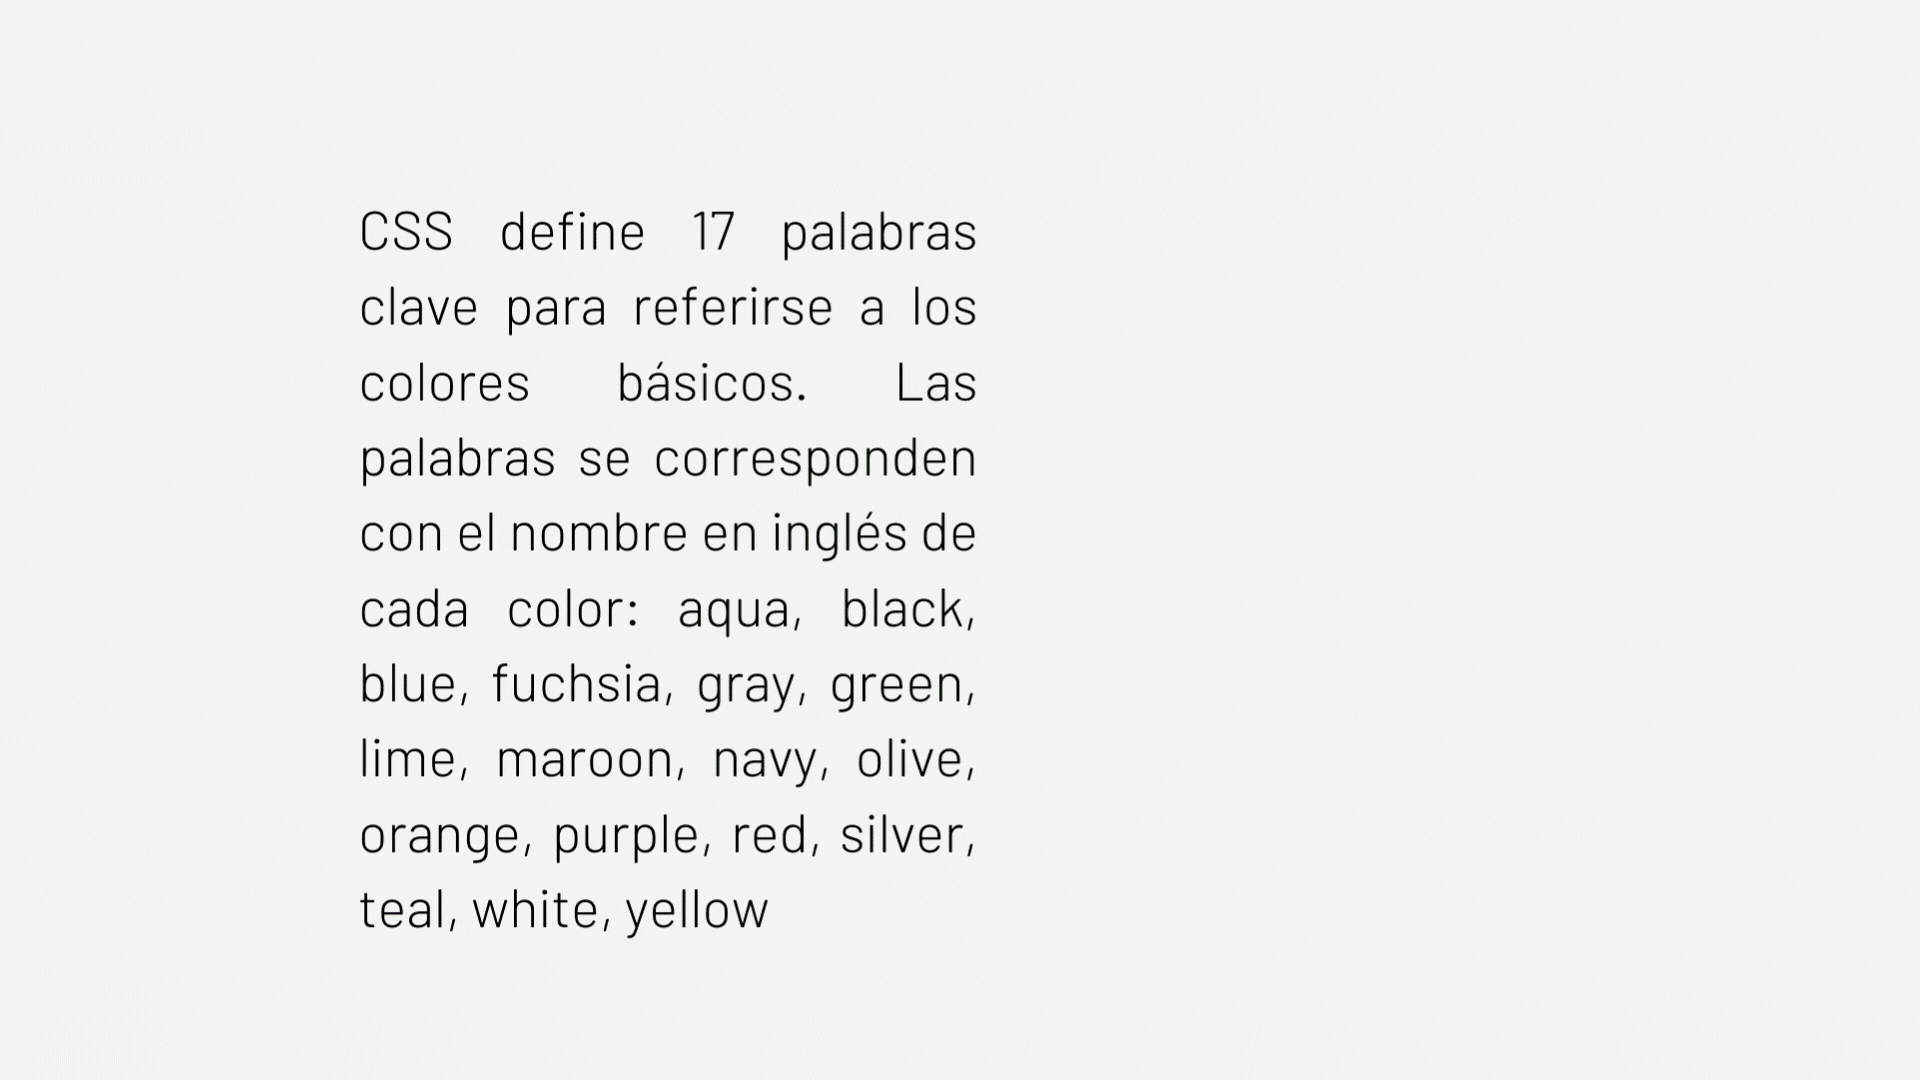 CSS define 17 palabras
clave para referirse a los
colores básicos. Las
palabras se corresponden
con el nombre en inglés de
cada color: aqua, black,
blue, fuchsia, gray, green,
lime, maroon, navy, olive,
orange, purple, red, silver,
teal, white, yellow